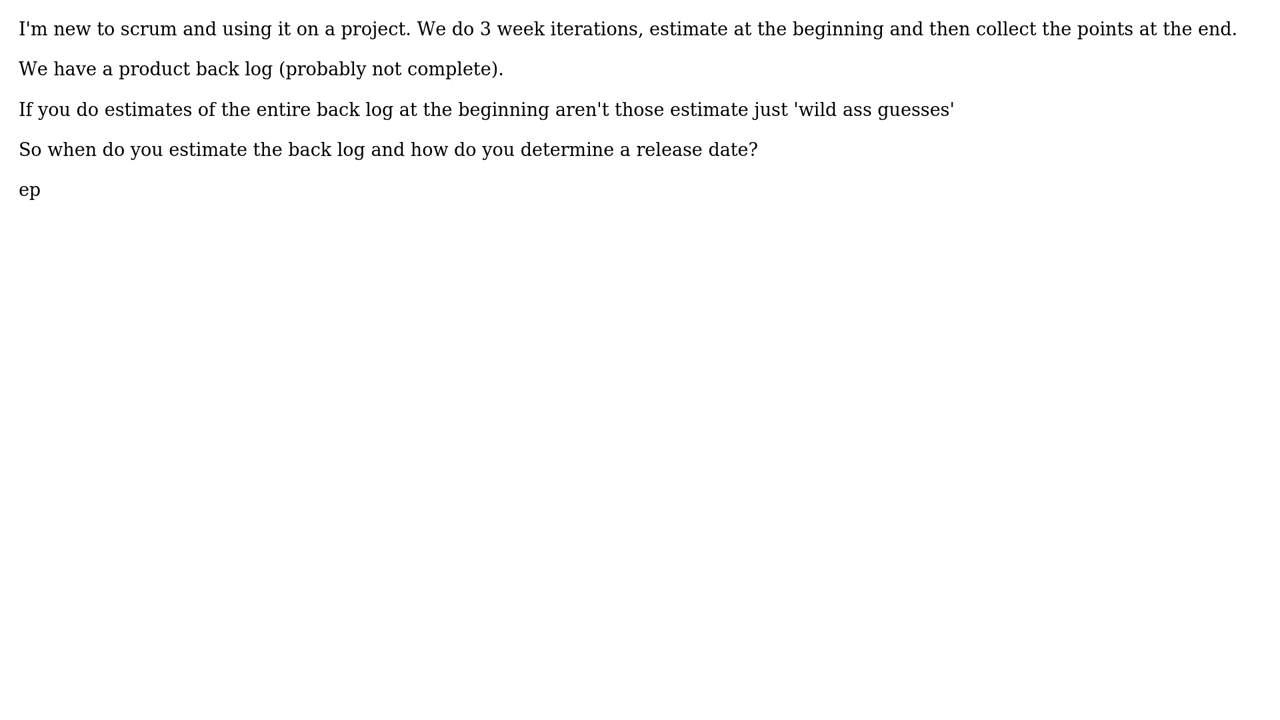 I'm new to scrum and using it on a project. We do 3 week iterations, estimate at the beginning and then collect the points at the end.
We have a product back log (probably not complete).
If you do estimates of the entire back log at the beginning aren't those estimate just 'wild ass guesses'
So when do you estimate the back log and how do you determine a release date?
ep